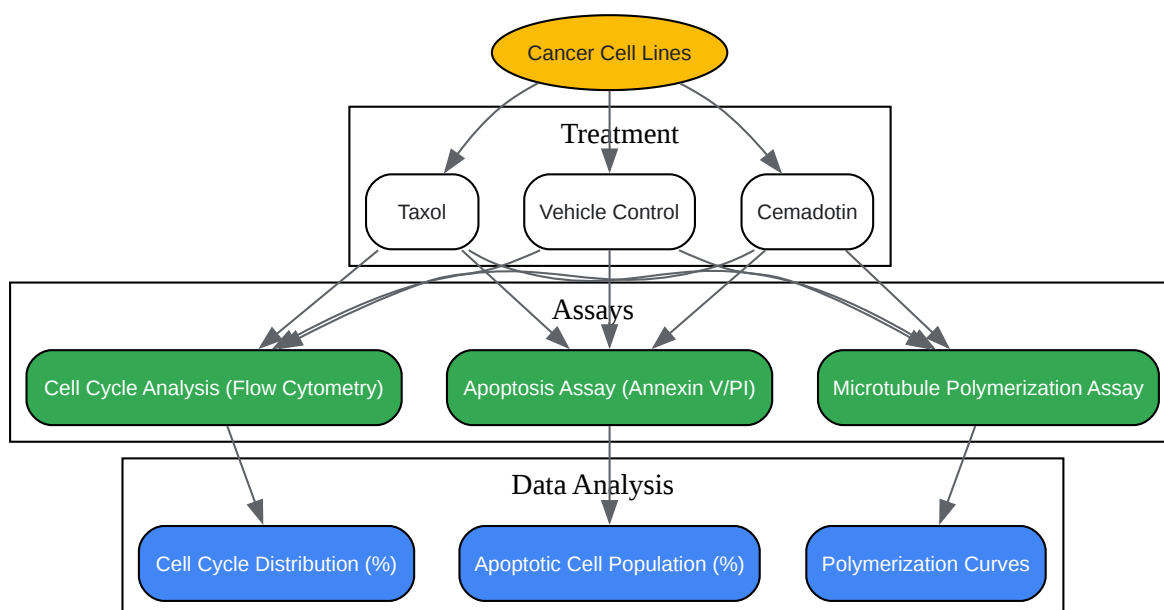 Cancer Cell Lines
Treatment
Taxol
Vehicle Control
Cemadotin
Assays
Cell Cycle Analysis (Flow Cytometry)
Apoptosis Assay (Annexin V/PI)
Microtubule Polymerization Assay
Data Analysis
Cell Cycle Distribution (%)
Apoptotic Cell Population (%)
Polymerization Curves